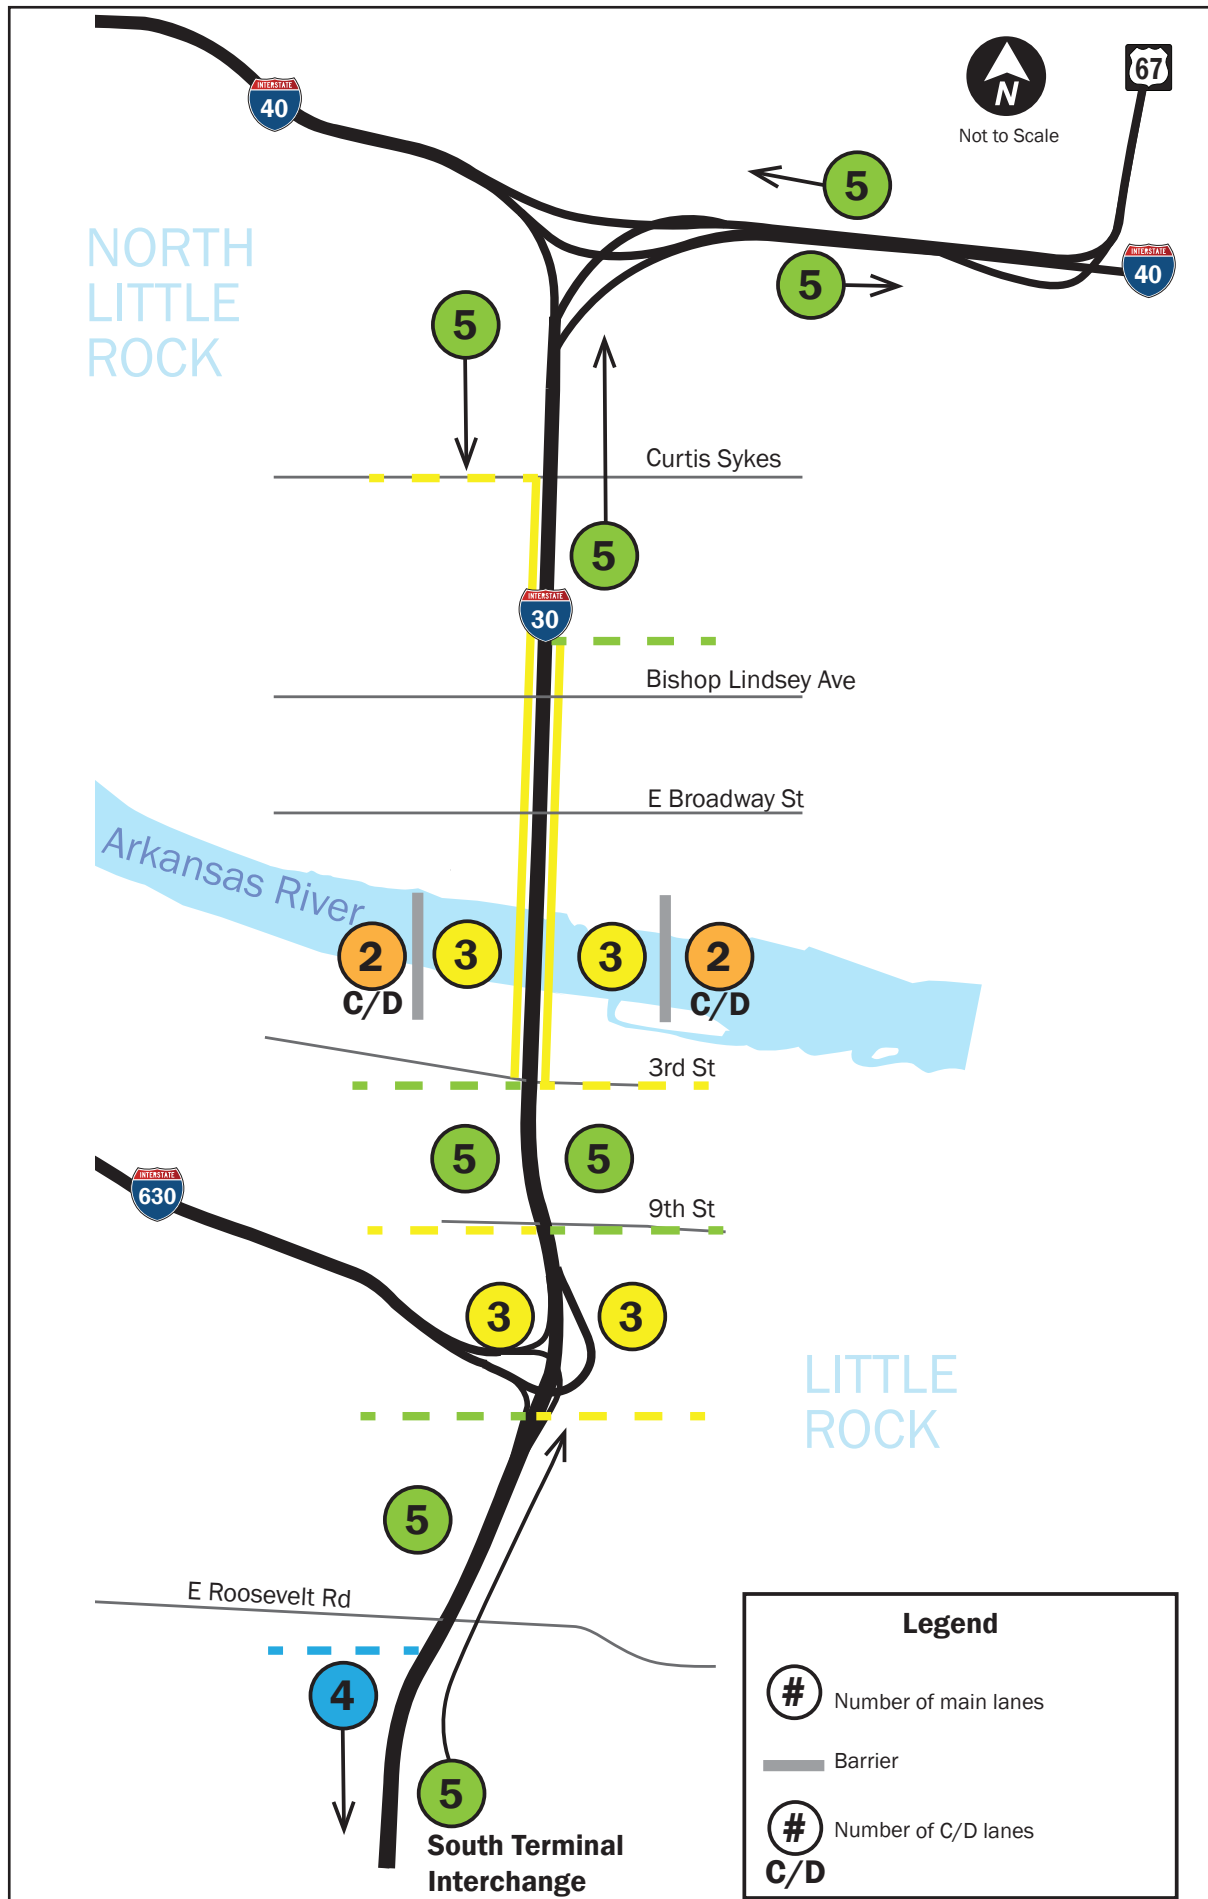 INTERSTATE
40
67
N
Not to Scale
5
NORTH
LITTLE
ROCK
INTERSTATE
40
5
5
Curtis Sykes
5
INTERSTATE
30
Bishop Lindsey Ave
E Broadway St
Arkansas River
2
C/D
3
3
2
C/D
3rd St
5
5
INTERSTATE
630
9th St
3
3
LITTLE
ROCK
5
E Roosevelt Rd
4
5
South Terminal
Interchange
Legend
# Number of main lanes
Barrier
# Number of C/D lanes
C/D